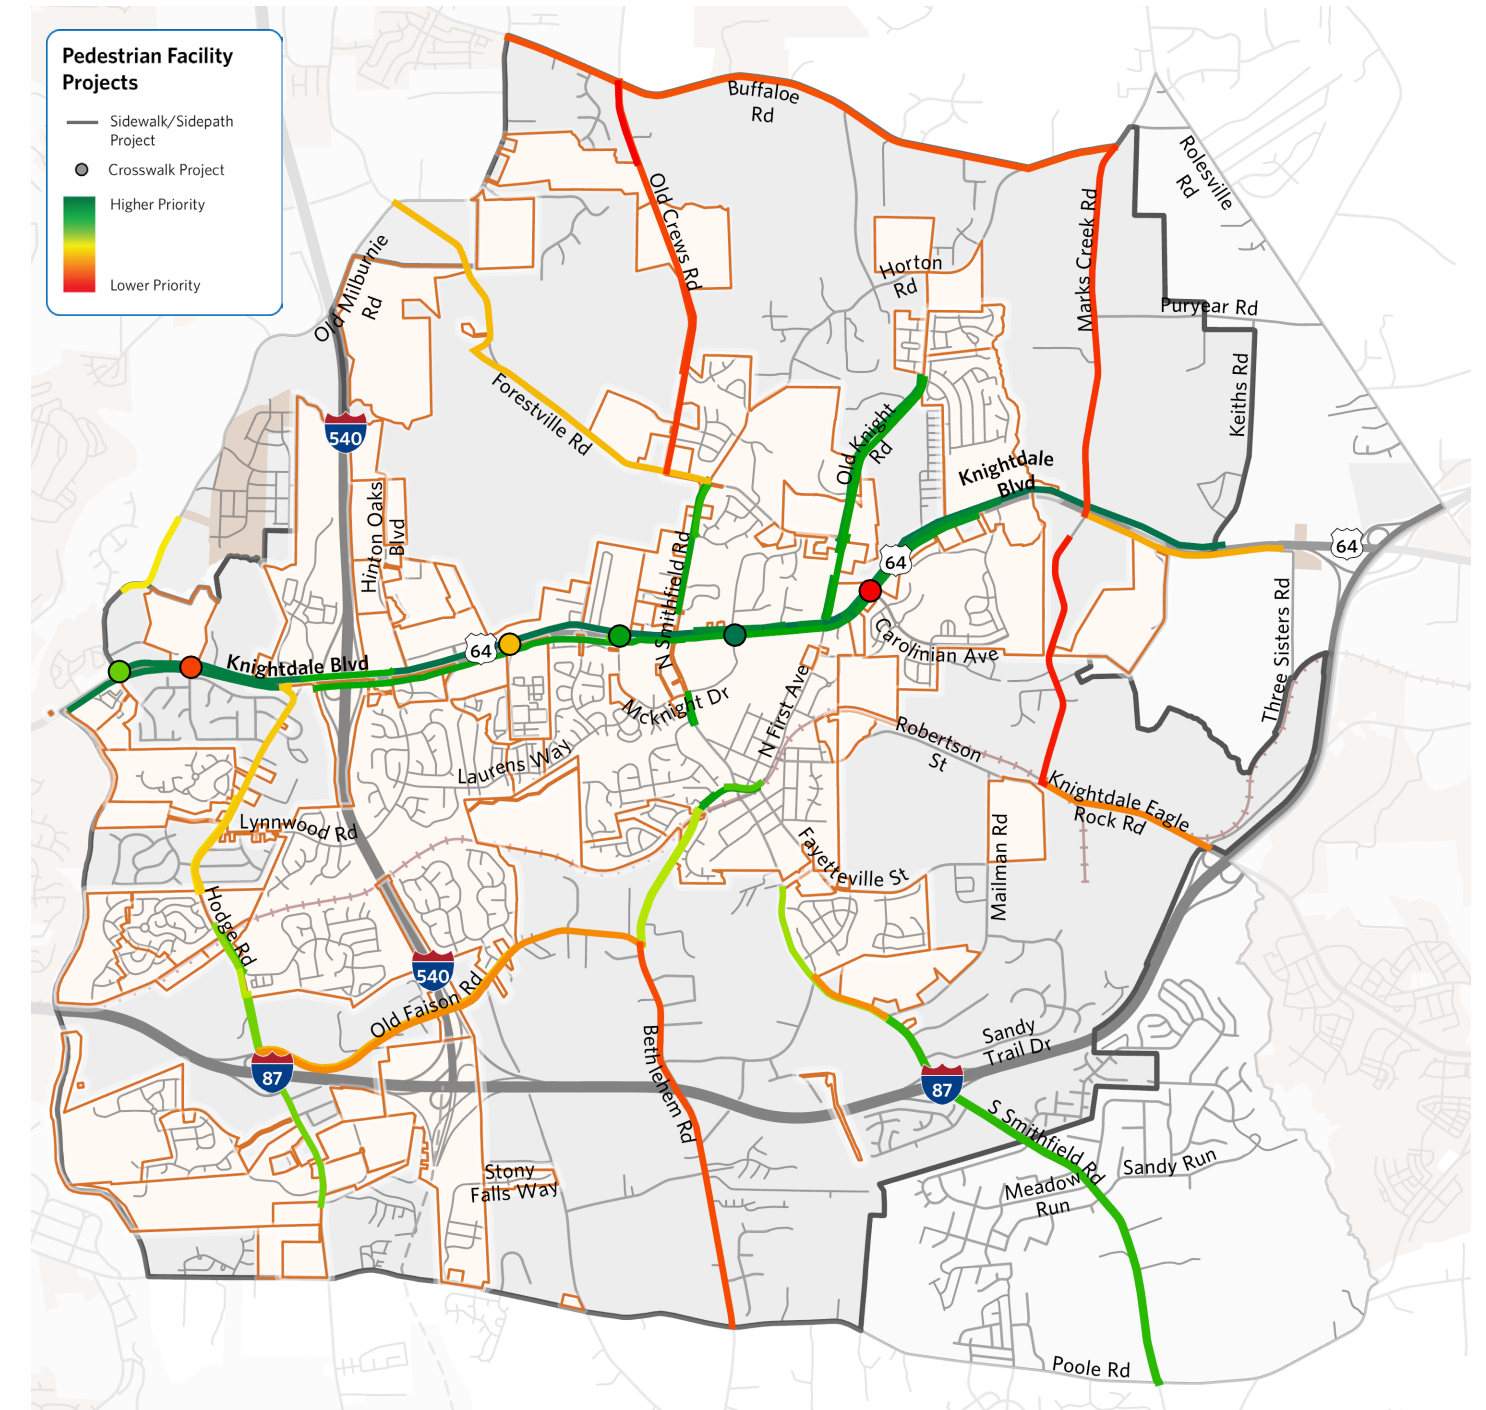 Pedestrian Facility
Projects
Sidewalk/Sidepath
Project
Crosswalk Project
Higher Priority
Lower Priority
Buffaloe
Rd
Rolesville
Rd
Old Crews Rd
Marks Creek Rd
Old Milburnie
Rd
Horton
Rd
Puryear Rd
Keiths Rd
Forestville Rd
540
Old Knight
Rd
Knightdale
Blvd
Hinton Oaks
Blvd
64
64
N Smithfield Rd
Three Sisters Rd
Carolinian Ave
64
Knightdale Blvd
Mcknight Dr
N First Ave
Robertson
St
Laurens Way
Knightdale Eagle
Rock Rd
Lynnwood Rd
Mailman Rd
Fayetteville St
Hodge Rd
540
Old Faison Rd
Sandy
Trail Dr
Bethlehem Rd
87
87
S Smithfield Rd
Sandy Run
Meadow
Run
Stony
Falls Way
Poole Rd